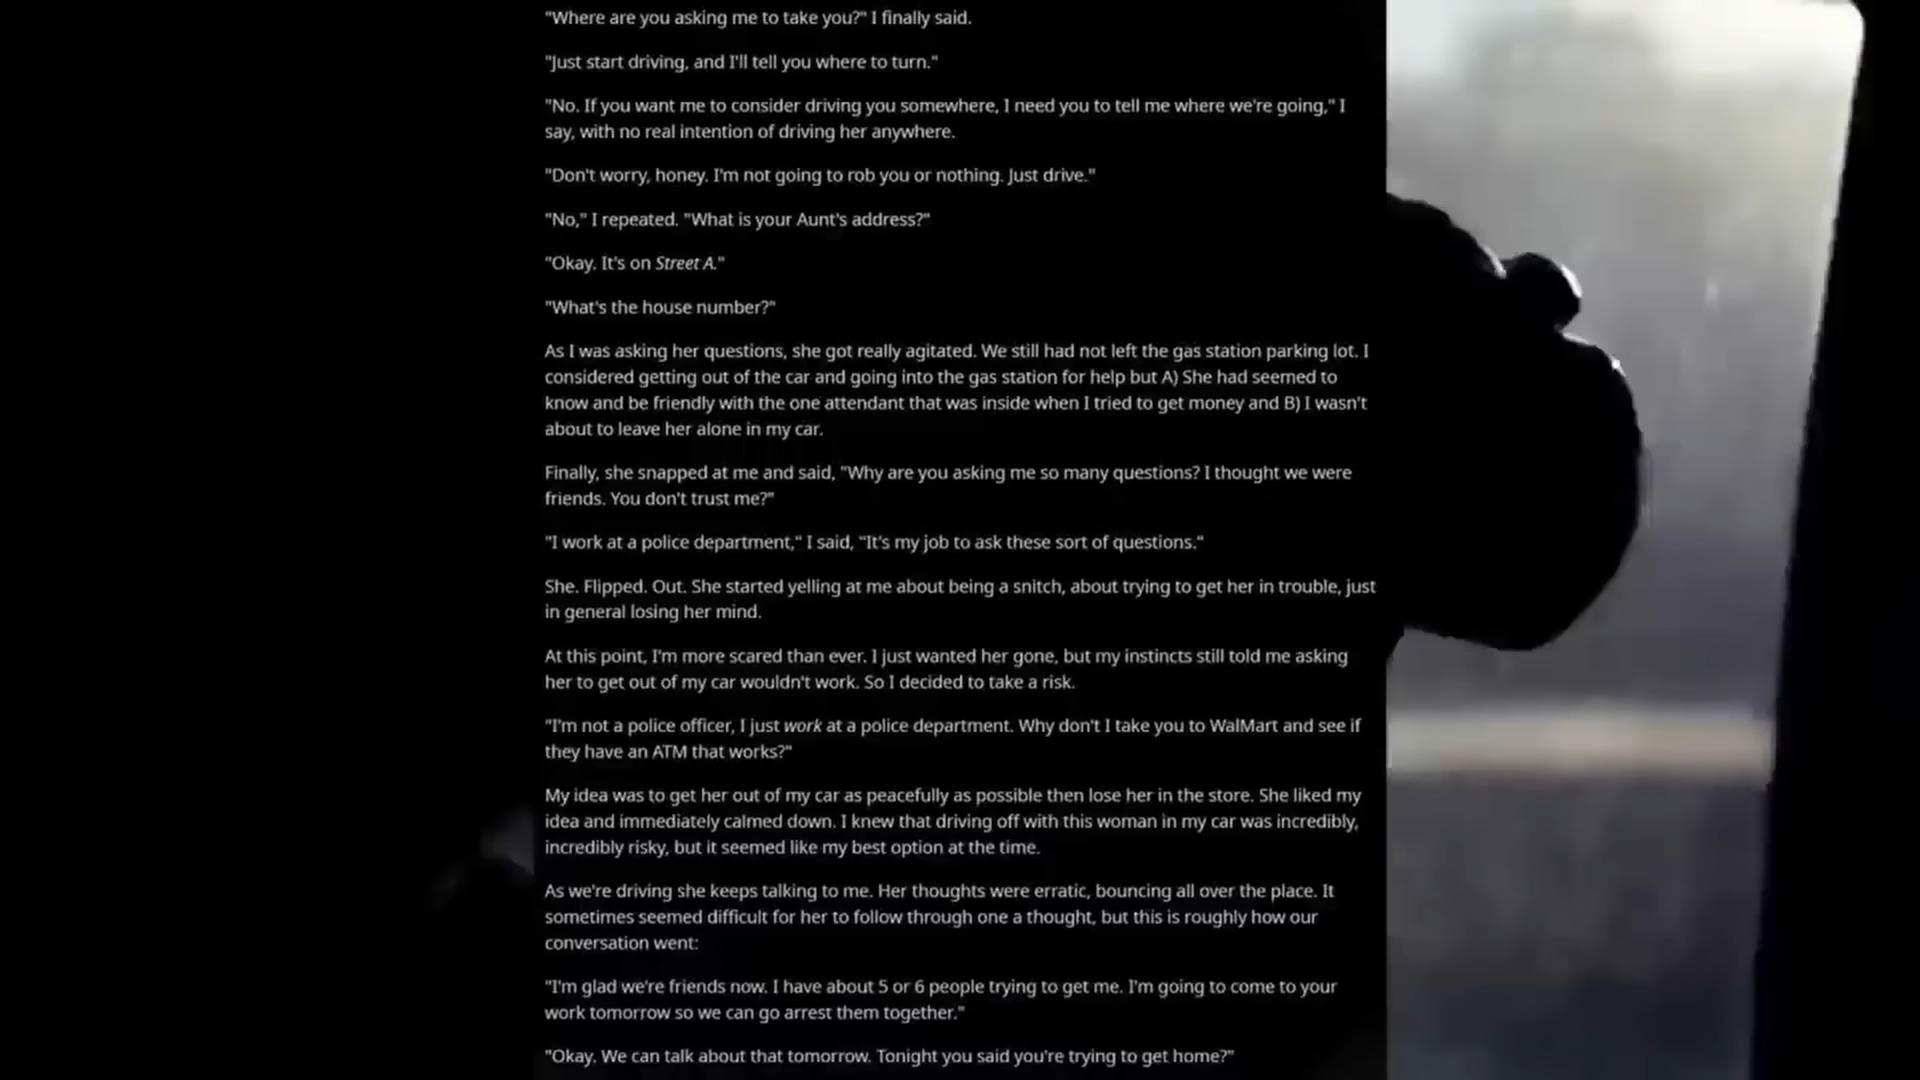 "Where are you asking me to take you?" I finally said.
"Just start driving, and I'll tell you where to turn."
"No. If you want me to consider driving you somewhere, I need you to tell me where we're going," I
say, with no real intention of driving her anywhere.
"Don't worry, honey. I'm not going to rob you or nothing. Just drive."
"No," I repeated. "What is your Aunt's address?"
"Okay. It's on Street A."
"What's the house number?"
As I was asking her questions, she got really agitated. We still had not left the gas station parking lot. I
considered getting out of the car and going into the gas station for help but A) She had seemed to
know and be friendly with the one attendant that was inside when I tried to get money and B) I wasn't
about to leave her alone in my car.
Finally, she snapped at me and said, "Why are you asking me so many questions? I thought we were
friends. You don't trust me?"
"I work at a police department," I said, "It's my job to ask these sort of questions."
She. Flipped. Out. She started yelling at me about being a snitch, about trying to get her in trouble, just
in general losing her mind.
At this point, I'm more scared than ever. I just wanted her gone, but my instincts still told me asking
her to get out of my car wouldn't work. So I decided to take a risk.
"I'm not a police officer, I just work at a police department. Why don't I take you to WalMart and see if
they have an ATM that works?"
My idea was to get her out of my car as peacefully as possible then lose her in the store. She liked my
idea and immediately calmed down. I knew that driving off with this woman in my car was incredibly,
incredibly risky, but it seemed like my best option at the time.
As we're driving she keeps talking to me. Her thoughts were erratic, bouncing all over the place. It
sometimes seemed difficult for her to follow through one a thought, but this is roughly how our
conversation went:
"I'm glad we're friends now. I have about 5 or 6 people trying to get me. I'm going to come to your
work tomorrow so we can go arrest them together."
"Okay. We can talk about that tomorrow. Tonight you said you're trying to get home?"